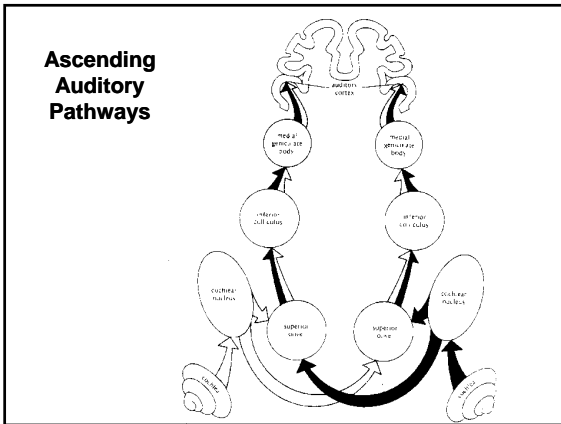 Ascending
Auditory
Pathways
auditory
cortex
medial
geniculate
body
medial
geniculate
body
inferior
colliculus
inferior
colliculus
cochlear
nucleus
cochlear
nucleus
superior
olive
superior
olive
cochlea
cochlea